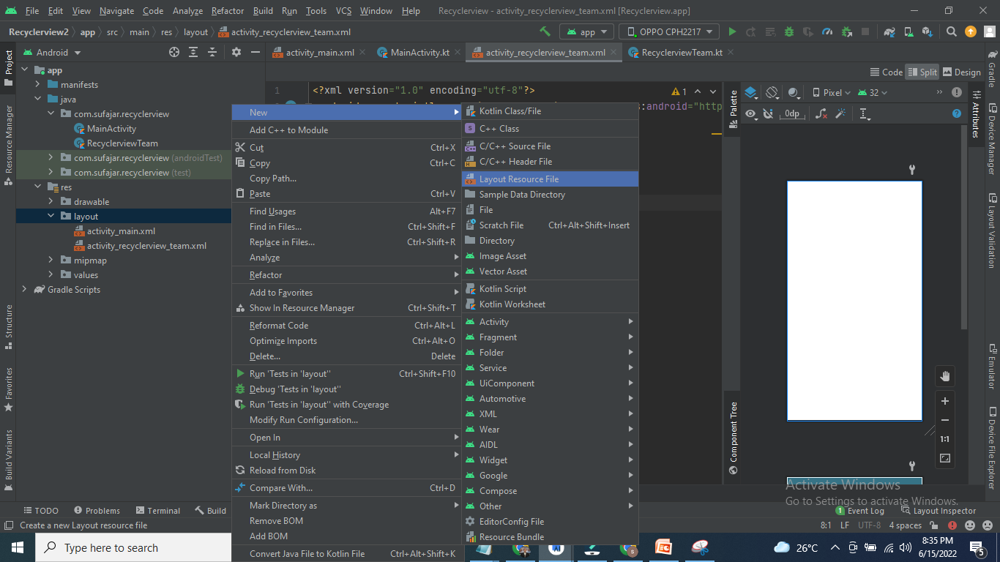 File Edit View Navigate Code Analyze Refactor Build Run Tools VCS Window Help Recyclerview - activity_recyclerview_team.xml [Recyclerview.app]
Recyclerview2 app src main res layout activity_recyclerview_team.xml app OPPO CPH2217
Android activity_main.xml MainActivity.kt activity_recyclerview_team.xml RecyclerviewTeam.kt
Code Split Design
app
manifests
java
com.sufajar.recyclerview
MainActivity
RecyclerviewTeam
com.sufajar.recyclerview (androidTest)
com.sufajar.recyclerview (test)
res
drawable
layout
activity_main.xml
activity_recyclerview_team.xml
mipmap
values
Gradle Scripts
1 <?xml version="1.0" encoding="utf-8"?>
1
s:android="http
New
Add C++ to Module
Cut Ctrl+X
Copy Ctrl+C
Copy Path...
Paste Ctrl+V
Find Usages Alt+F7
Find in Files... Ctrl+Shift+F
Replace in Files... Ctrl+Shift+R
Analyze
Refactor
Add to Favorites
Show In Resource Manager Ctrl+Shift+T
Reformat Code Ctrl+Alt+L
Optimize Imports Ctrl+Alt+O
Delete... Delete
Run 'Tests in 'layout'' Ctrl+Shift+F10
Debug 'Tests in 'layout''
Run 'Tests in 'layout'' with Coverage
Modify Run Configuration...
Open In
Local History
Reload from Disk
Compare With... Ctrl+D
Mark Directory as
Remove BOM
Add BOM
Convert Java File to Kotlin File Ctrl+Alt+Shift+K
Kotlin Class/File
C++ Class
C/C++ Source File
C/C++ Header File
Layout Resource File
Sample Data Directory
File
Scratch File Ctrl+Alt+Shift+Insert
Directory
Image Asset
Vector Asset
Kotlin Script
Kotlin Worksheet
Activity
Fragment
Folder
Service
UiComponent
Automotive
XML
Wear
AIDL
Widget
Google
Compose
Other
EditorConfig File
Resource Bundle
Pixel 32
0dp
1:1
Palette
Component Tree
Attributes
Project
Resource Manager
Structure
Favorites
Build Variants
Gradle
Device Manager
Layout Validation
Emulator
Device File Explorer
Activate Windows
Go to Settings to activate Windows.
TODO Problems Terminal Build 1 Event Log Layout Inspector
Create a new Layout resource file 8:1 LF UTF-8 4 spaces
Type here to search 26°C 8:35 PM
6/15/2022
5